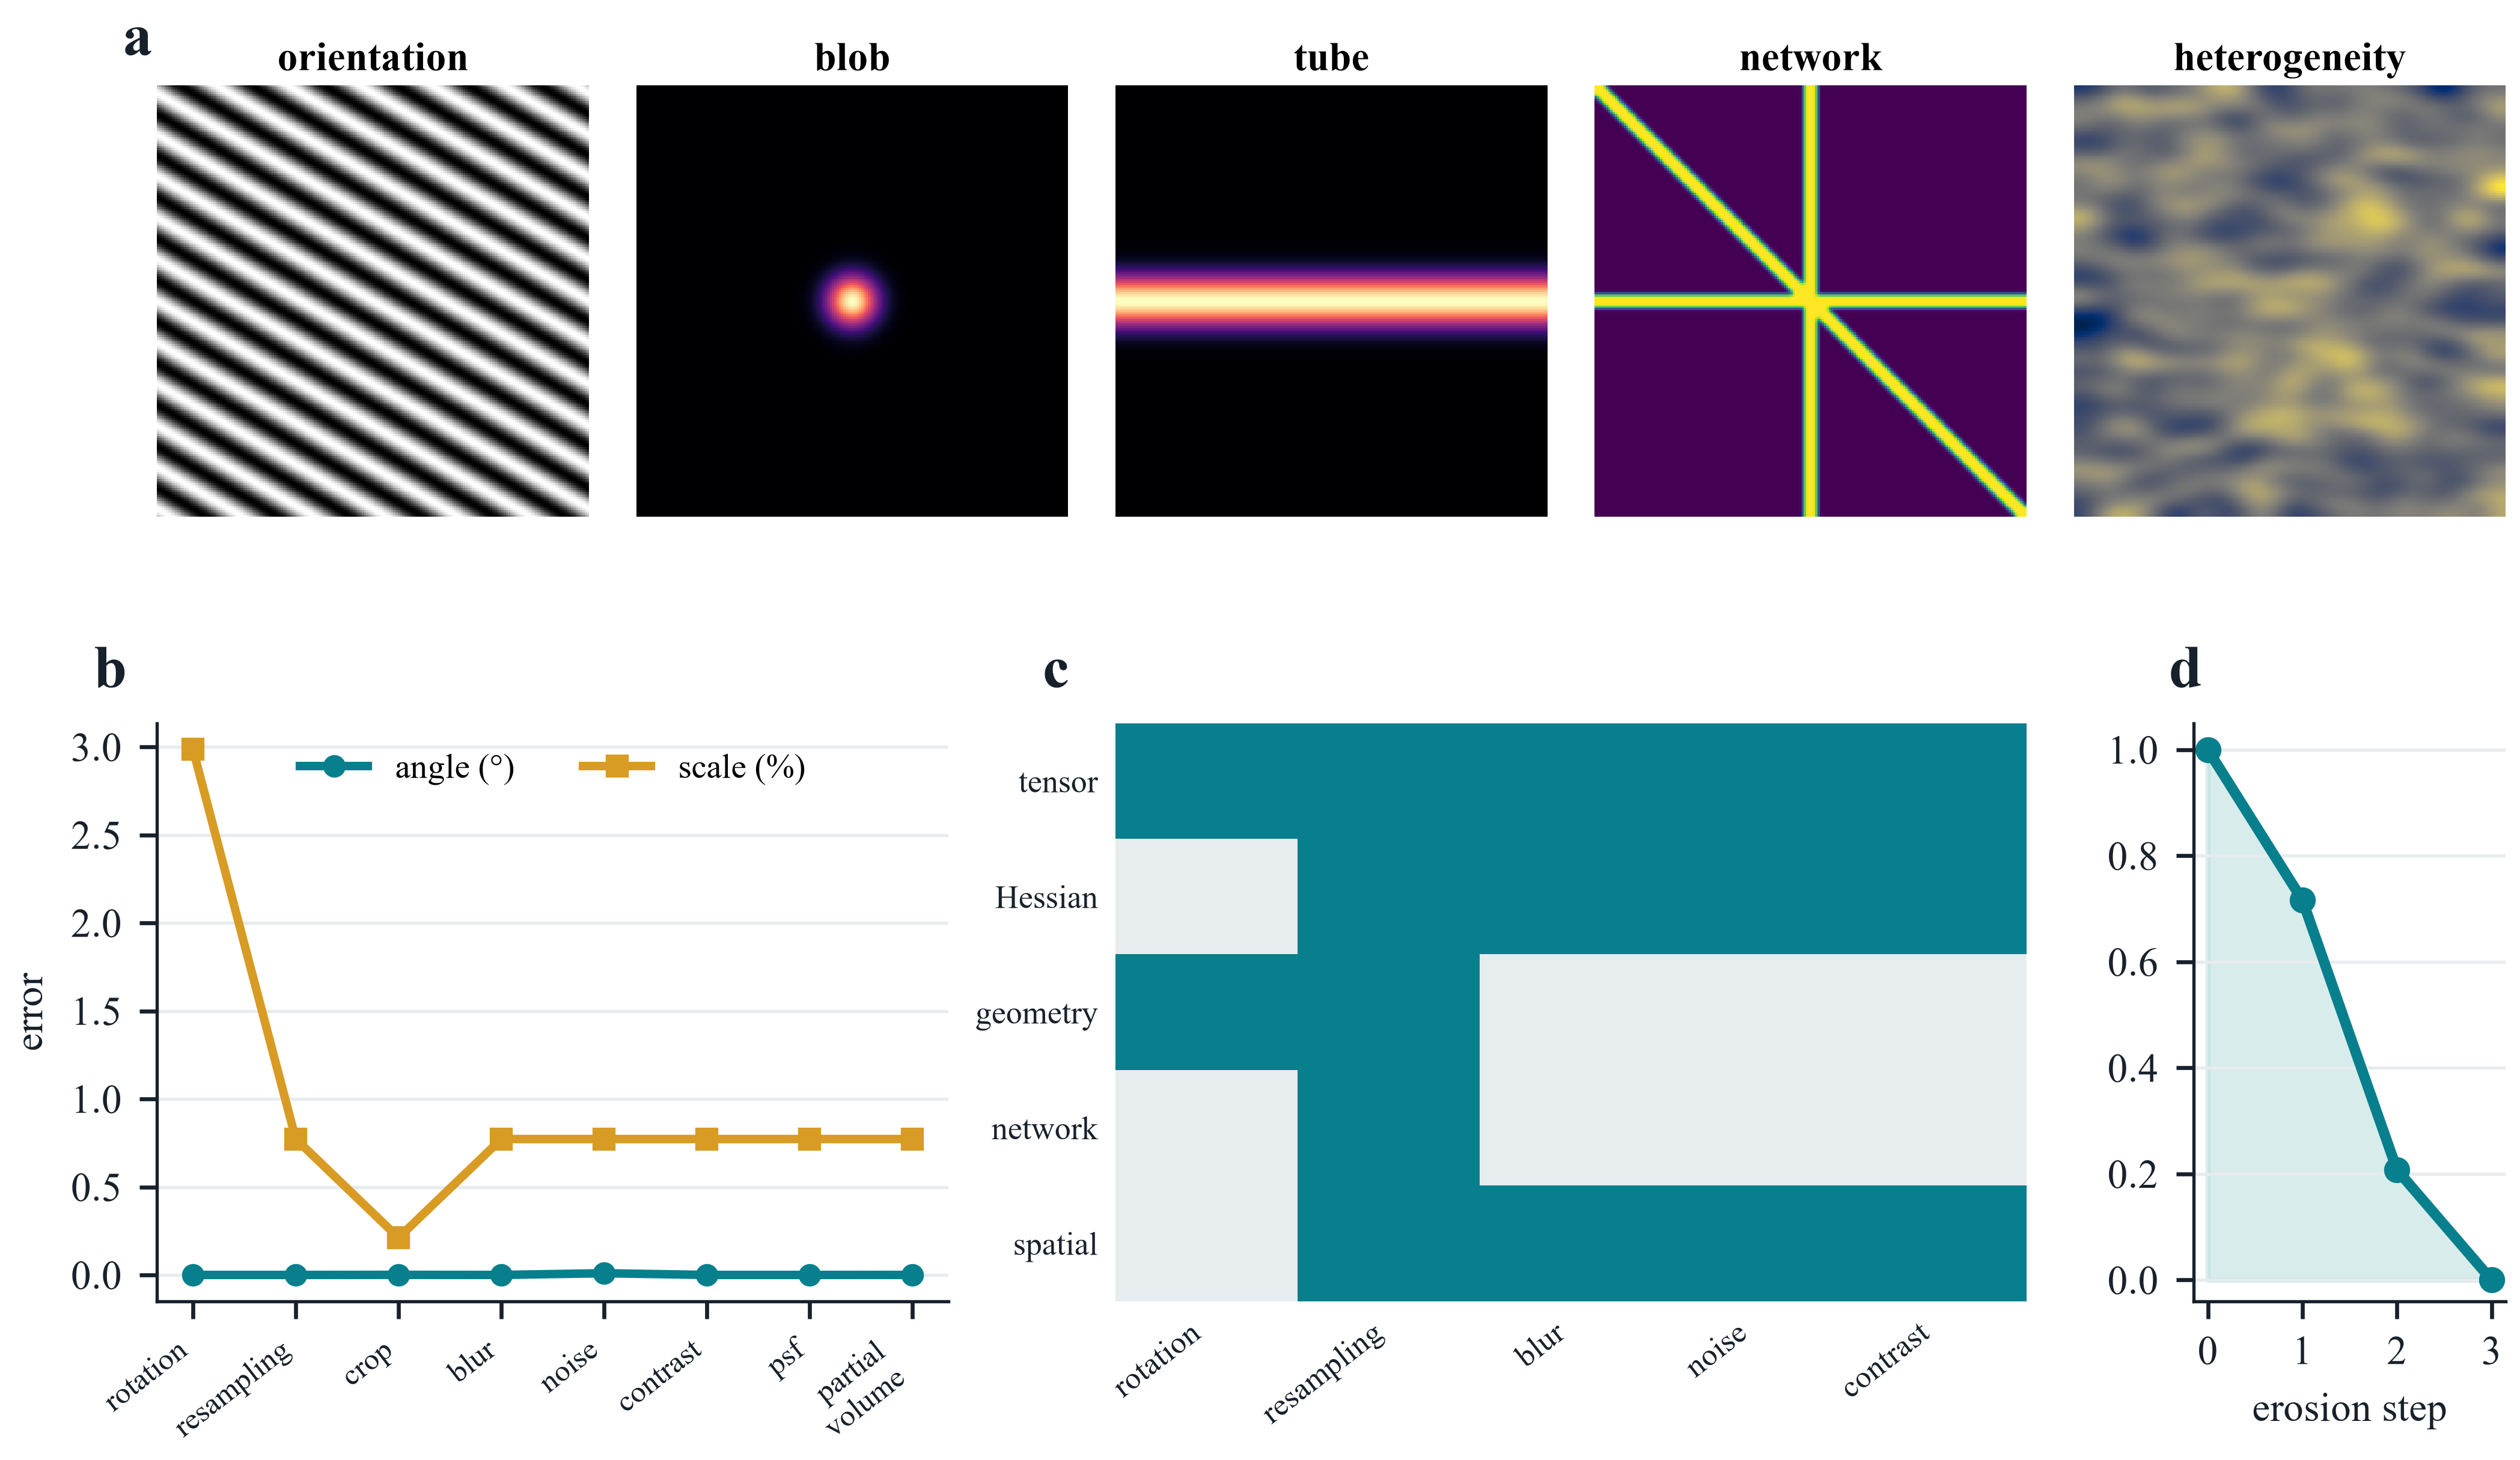 a
orientation
blob
tube
network
heterogeneity
b
error
3.0
2.5
2.0
1.5
1.0
0.5
0.0
angle (°)
scale (%)
rotation
resampling
crop
blur
noise
contrast
psf
partial
volume
c
tensor
Hessian
geometry
network
spatial
rotation
resampling
blur
noise
contrast
d
1.0
0.8
0.6
0.4
0.2
0.0
0
1
2
3
erosion step